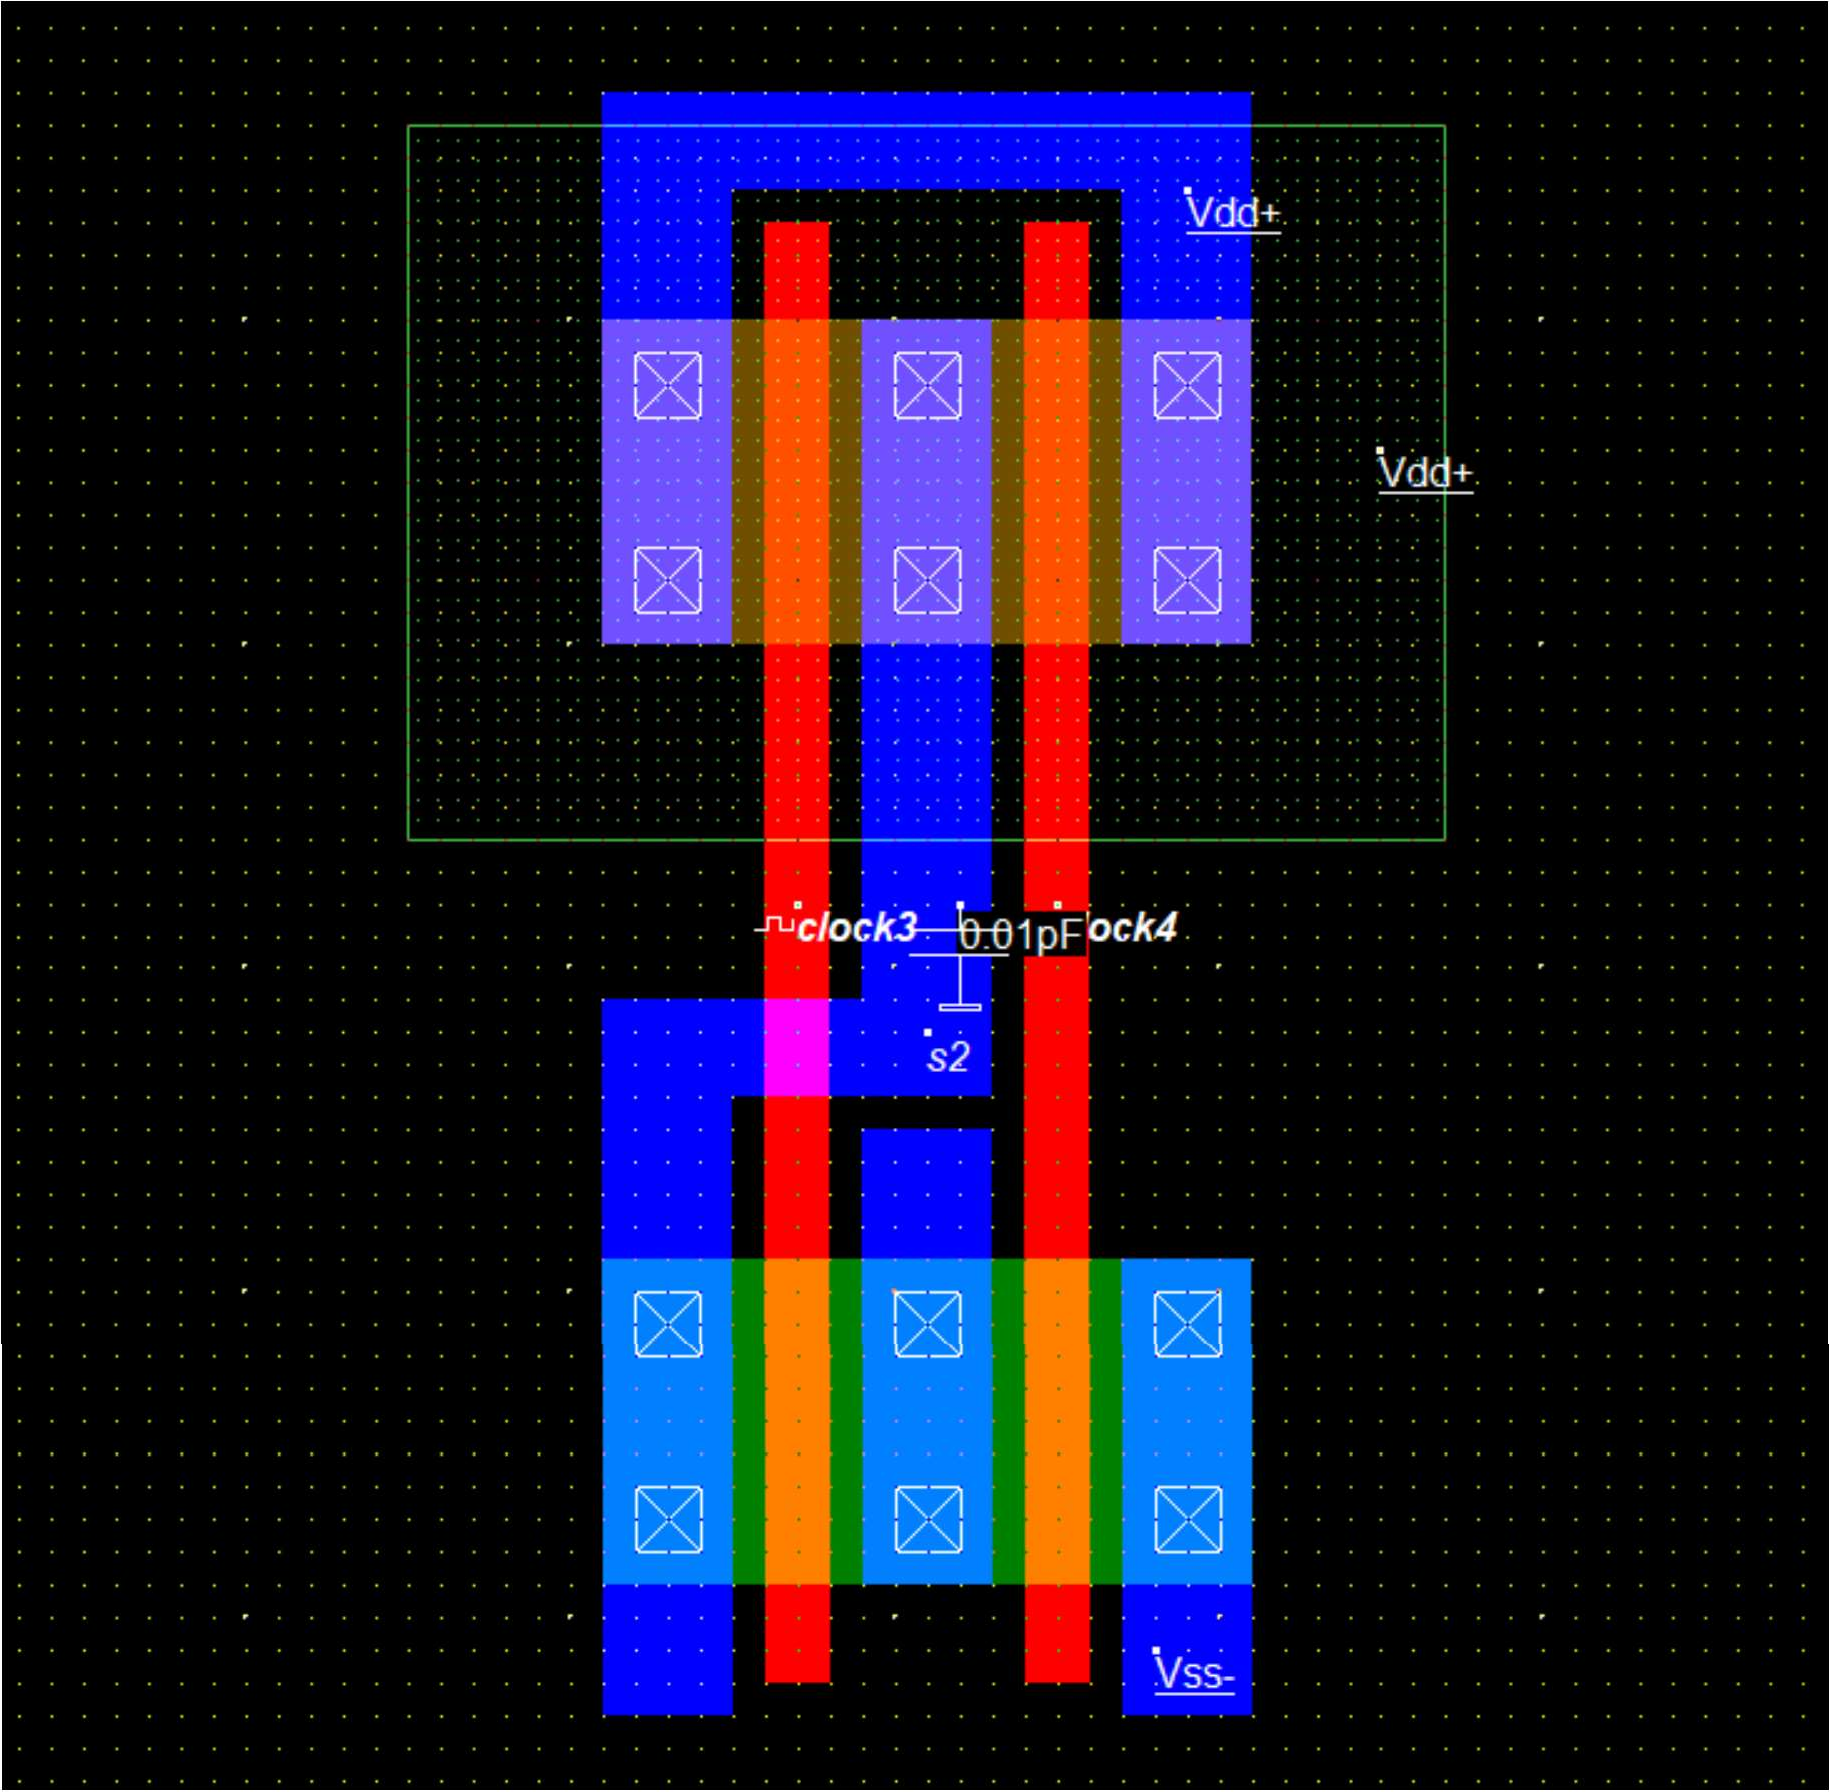 Vdd+
Vdd+
clock3 0.01pF ock4
s2
Vss-